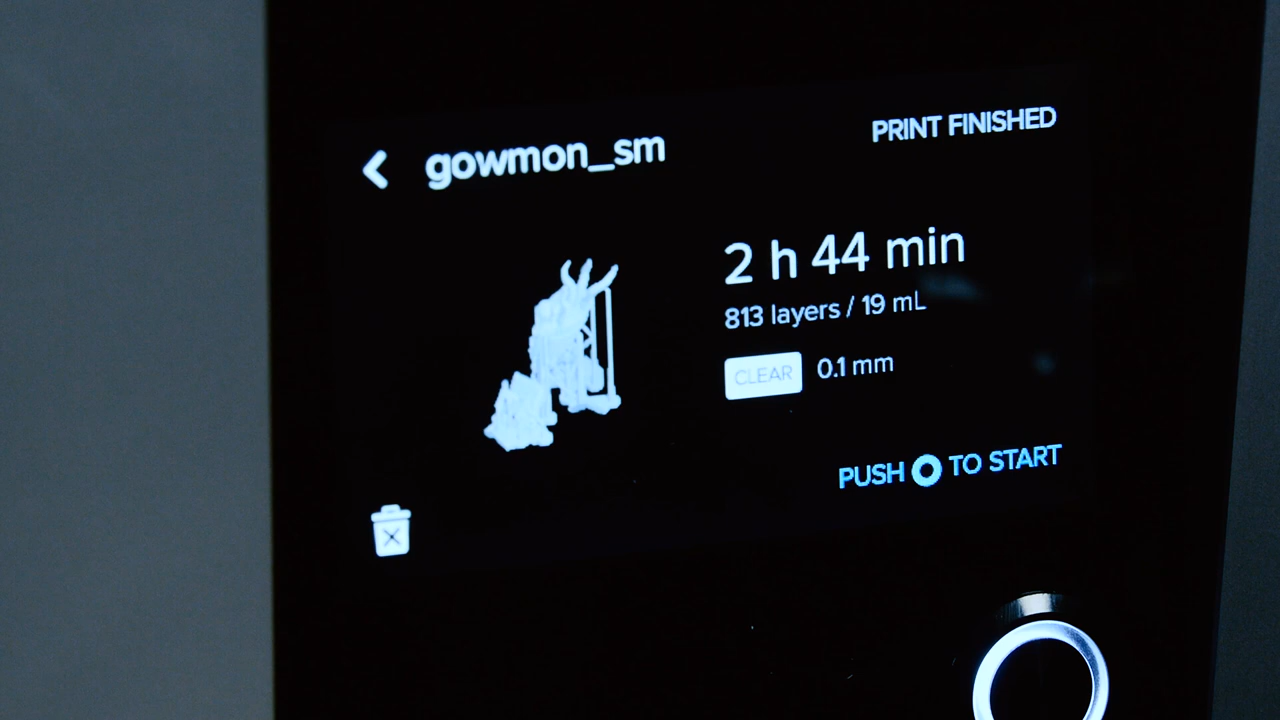 gowmon_sm
PRINT FINISHED
2 h 44 min
813 layers / 19 mL
CLEAR 0.1 mm
PUSH TO START